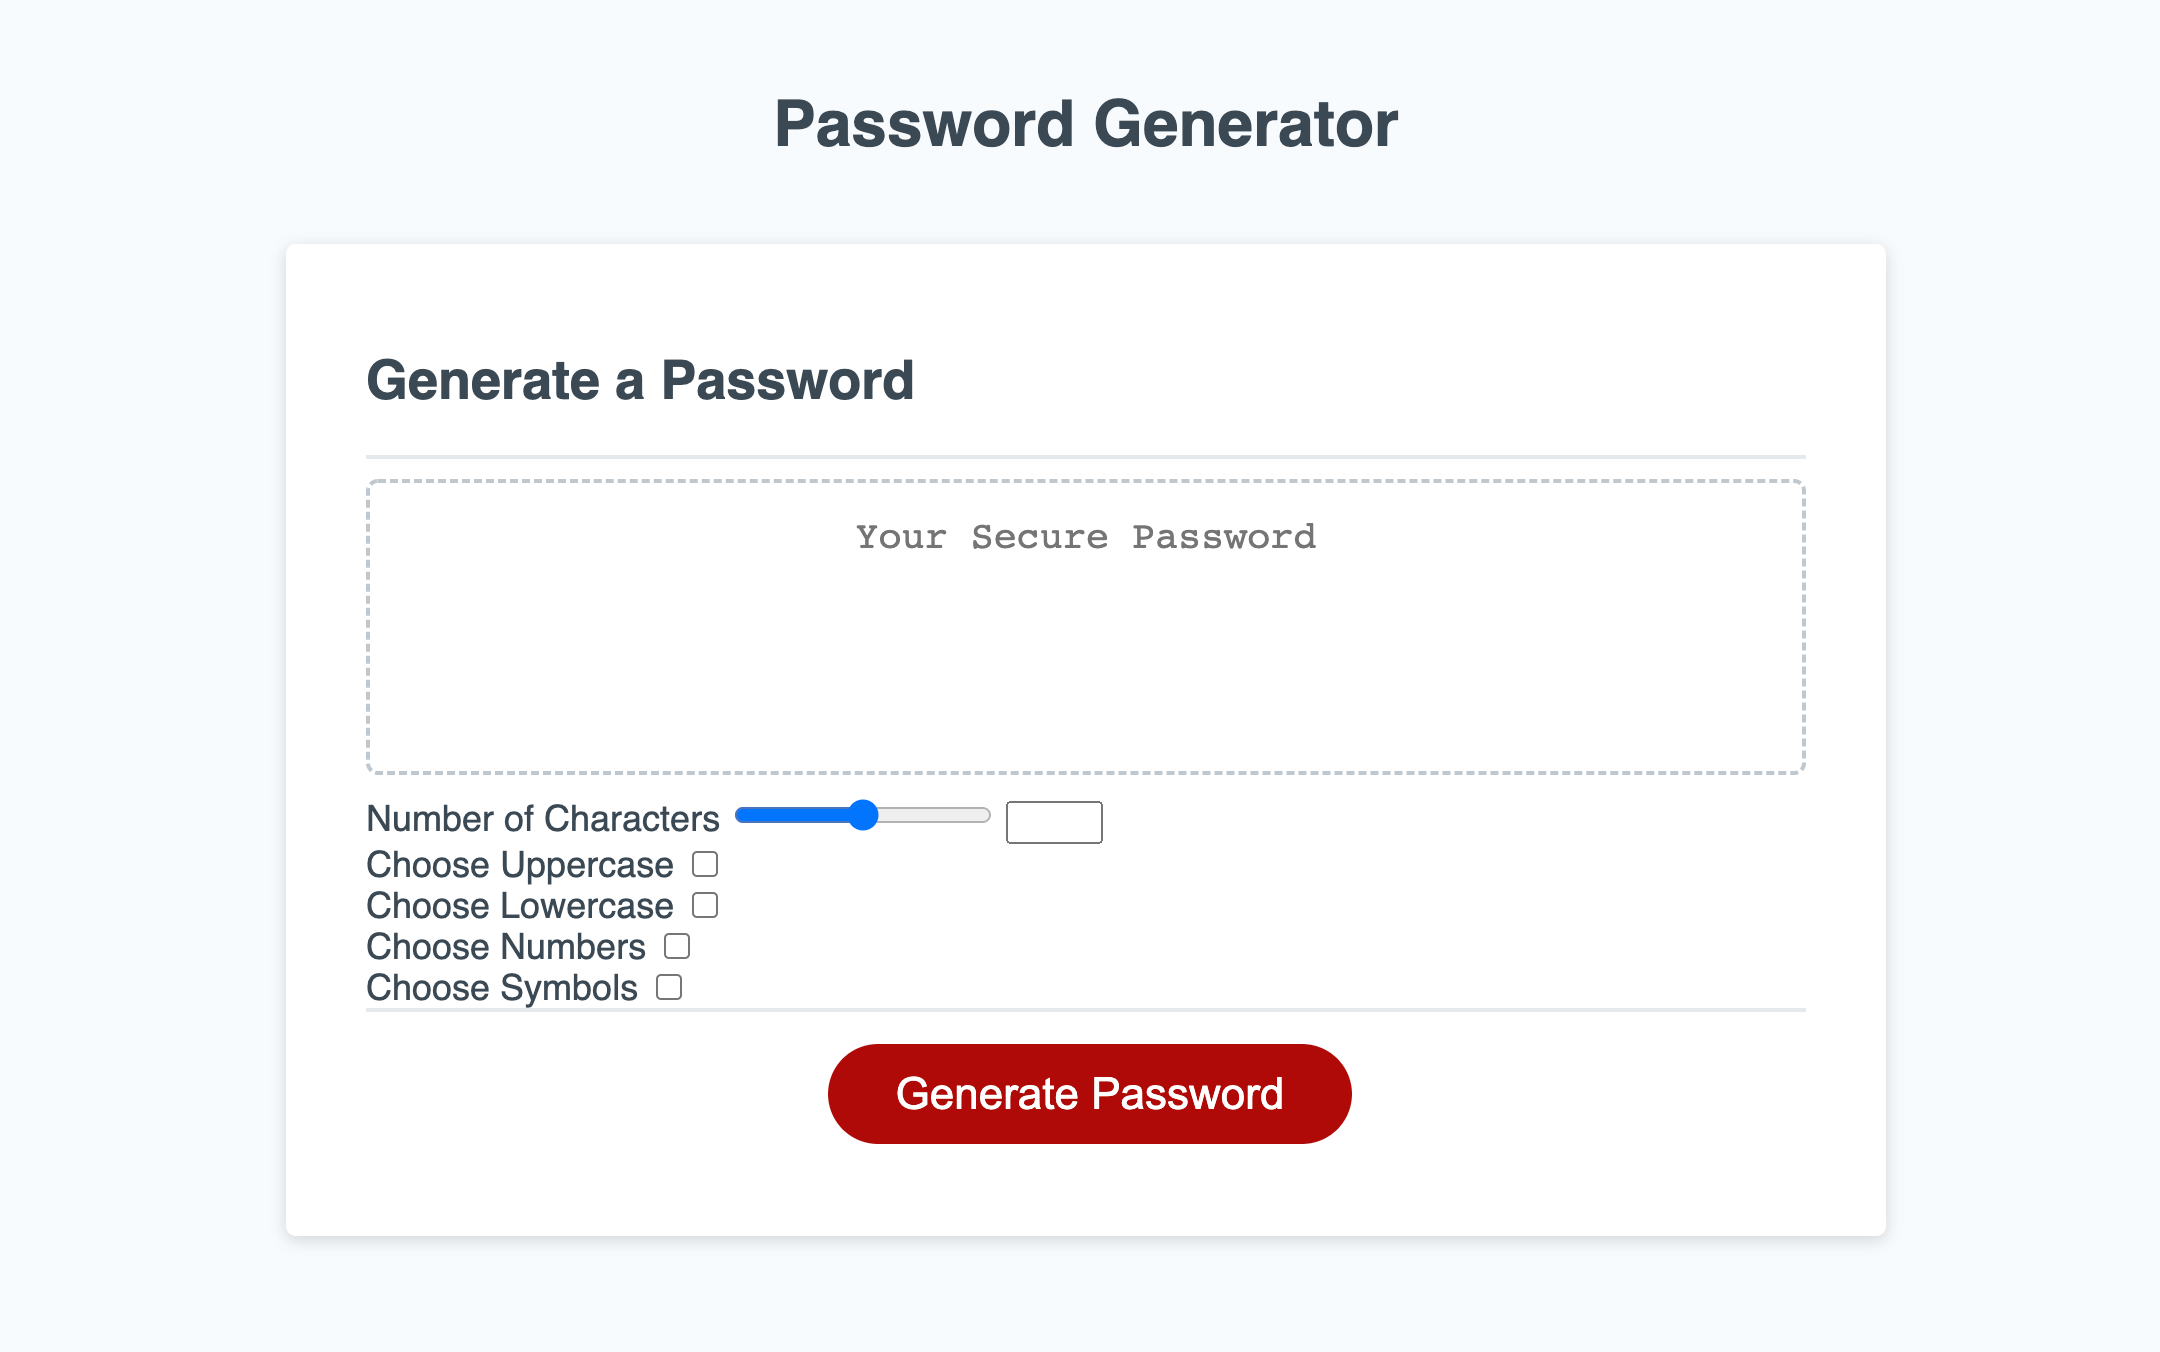 Password Generator
Generate a Password
Your Secure Password
Number of Characters
Choose Uppercase
Choose Lowercase
Choose Numbers
Choose Symbols
Generate Password